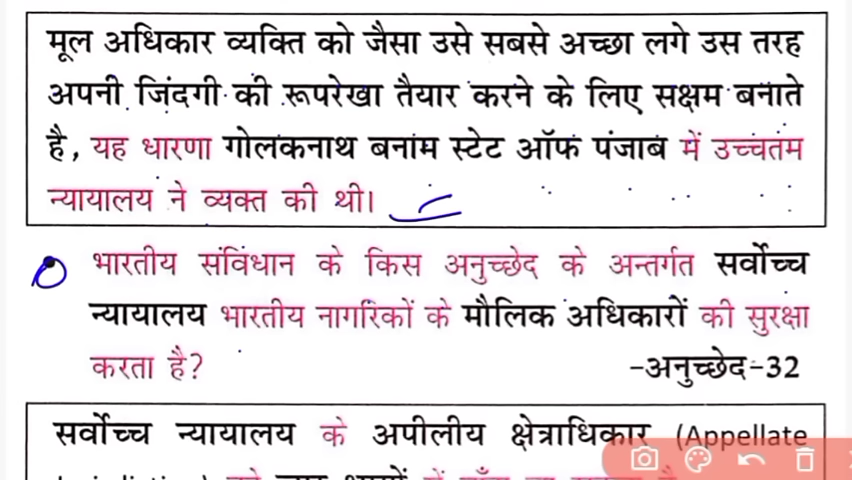 मूल अधिकार व्यक्ति को जैसा उसे सबसे अच्छा लगे उस तरह
अपनी जिंदगी की रूपरेखा तैयार करने के लिए सक्षम बनाते
है, यह धारणा गोलकनाथ बनाम स्टेट ऑफ पंजाब में उच्चतम
न्यायालय ने व्यक्त की थी।
भारतीय संविधान के किस अनुच्छेद के अन्तर्गत सर्वोच्च
न्यायालय भारतीय नागरिकों के मौलिक अधिकारों की सुरक्षा
करता है? -अनुच्छेद-32
सर्वोच्च न्यायालय के अपीलीय क्षेत्राधिकार (Appellate